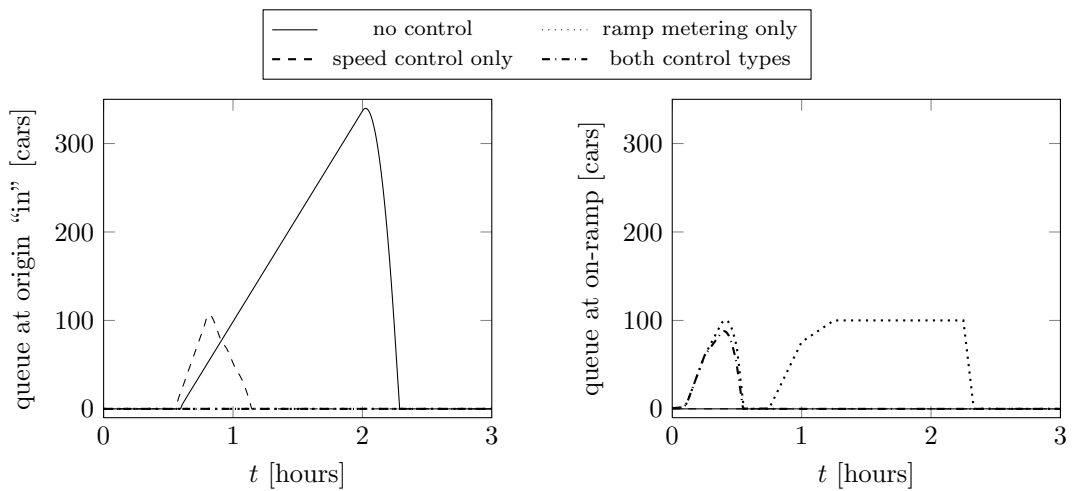 no control ramp metering only
speed control only both control types
queue at origin “in” [cars]
300
200
100
0
0 1 2 3
t [hours]
queue at on-ramp [cars]
300
200
100
0
0 1 2 3
t [hours]